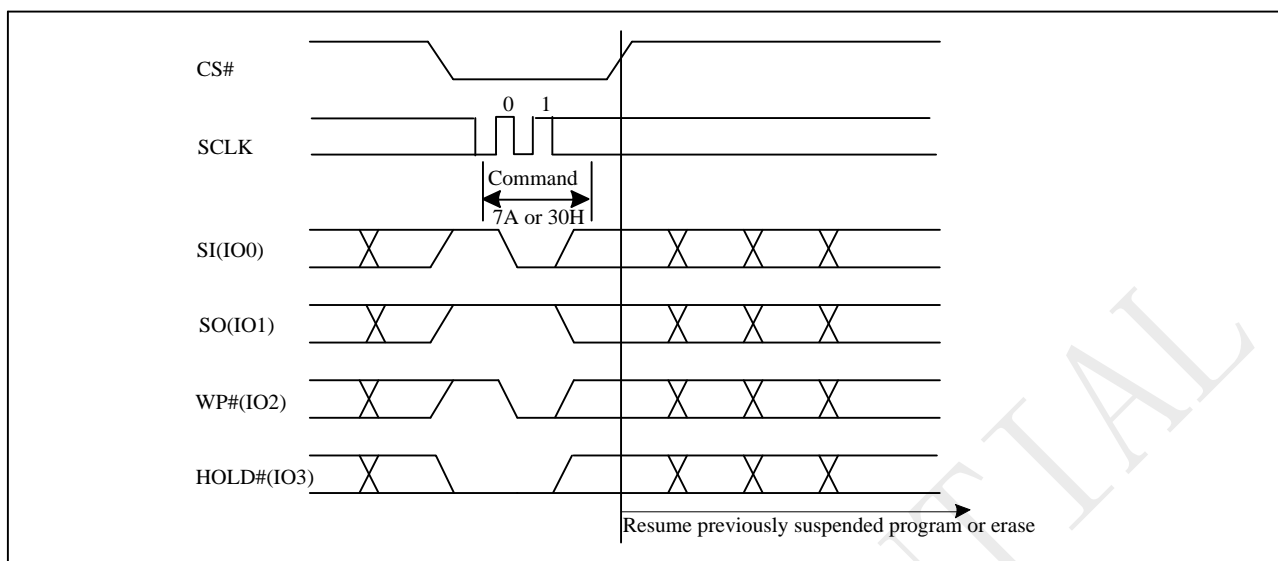 CS#
0 1
SCLK
Command
7A or 30H
SI(IO0)
SO(IO1)
WP#(IO2)
HOLD#(IO3)
Resume previously suspended program or erase
NTIAL